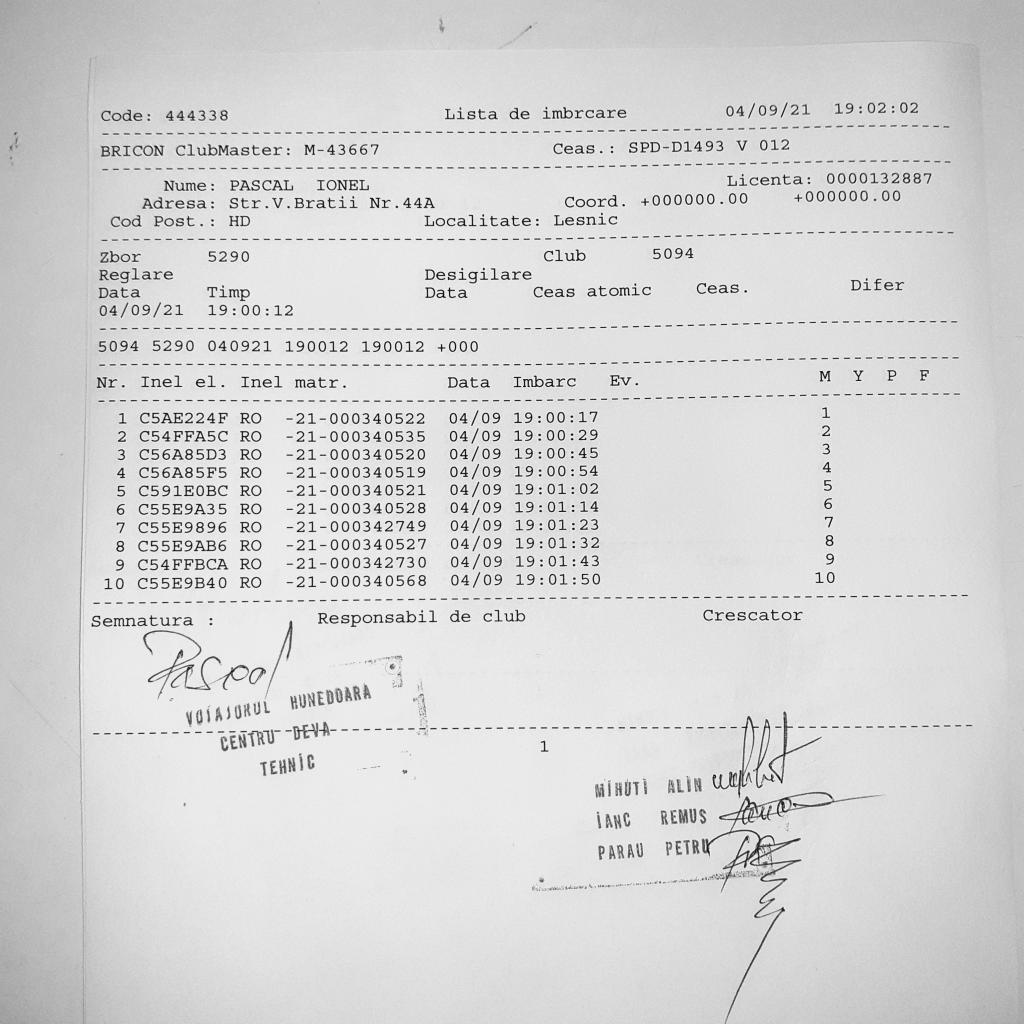 Code: 444338 Lista de imbrcare 04/09/21 19:02:02
BRICON ClubMaster: M-43667 Ceas.: SPD-D1493 V 012
Nume: PASCAL IONEL Licenta: 0000132887
Adresa: Str.V.Bratii Nr.44A Coord. +000000.00 +000000.00
Cod Post.: HD Localitate: Lesnic
Zbor 5290 Club 5094
Reglare Desigilare
Data Timp Data Ceas atomic Ceas. Difer
04/09/21 19:00:12
5094 5290 040921 190012 190012 +000
Nr. Inel el. Inel matr. Data Imbarc Ev. M Y P F
1 C5AE224F RO -21-000340522 04/09 19:00:17 1
2 C54FFA5C RO -21-000340535 04/09 19:00:29 2
3 C56A85D3 RO -21-000340520 04/09 19:00:45 3
4 C56A85F5 RO -21-000340519 04/09 19:00:54 4
5 C591E0BC RO -21-000340521 04/09 19:01:02 5
6 C55E9A35 RO -21-000340528 04/09 19:01:14 6
7 C55E9896 RO -21-000342749 04/09 19:01:23 7
8 C55E9AB6 RO -21-000340527 04/09 19:01:32 8
9 C54FFBCA RO -21-000342730 04/09 19:01:43 9
10 C55E9B40 RO -21-000340568 04/09 19:01:50 10
Semnatura : Responsabil de club Crescator
Pascal
VOIAJORUL HUNEDOARA
CENTRU DEVA
TEHNIC
1
MIHUTI ALIN
IANC REMUS
PARAU PETRU